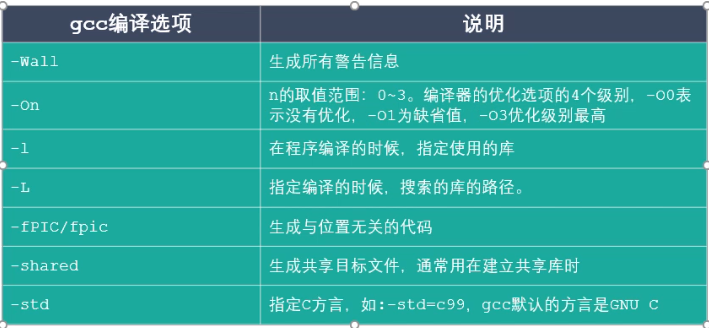 gcc编译选项 说明
-Wall 生成所有警告信息
-On n的取值范围：0~3。编译器的优化选项的4个级别，-O0表
示没有优化，-O1为缺省值，-O3优化级别最高
-l 在程序编译的时候，指定使用的库
-L 指定编译的时候，搜索的库的路径。
-fPIC/fpic 生成与位置无关的代码
-shared 生成共享目标文件，通常用在建立共享库时
-std 指定C方言，如:-std=c99，gcc默认的方言是GNU C